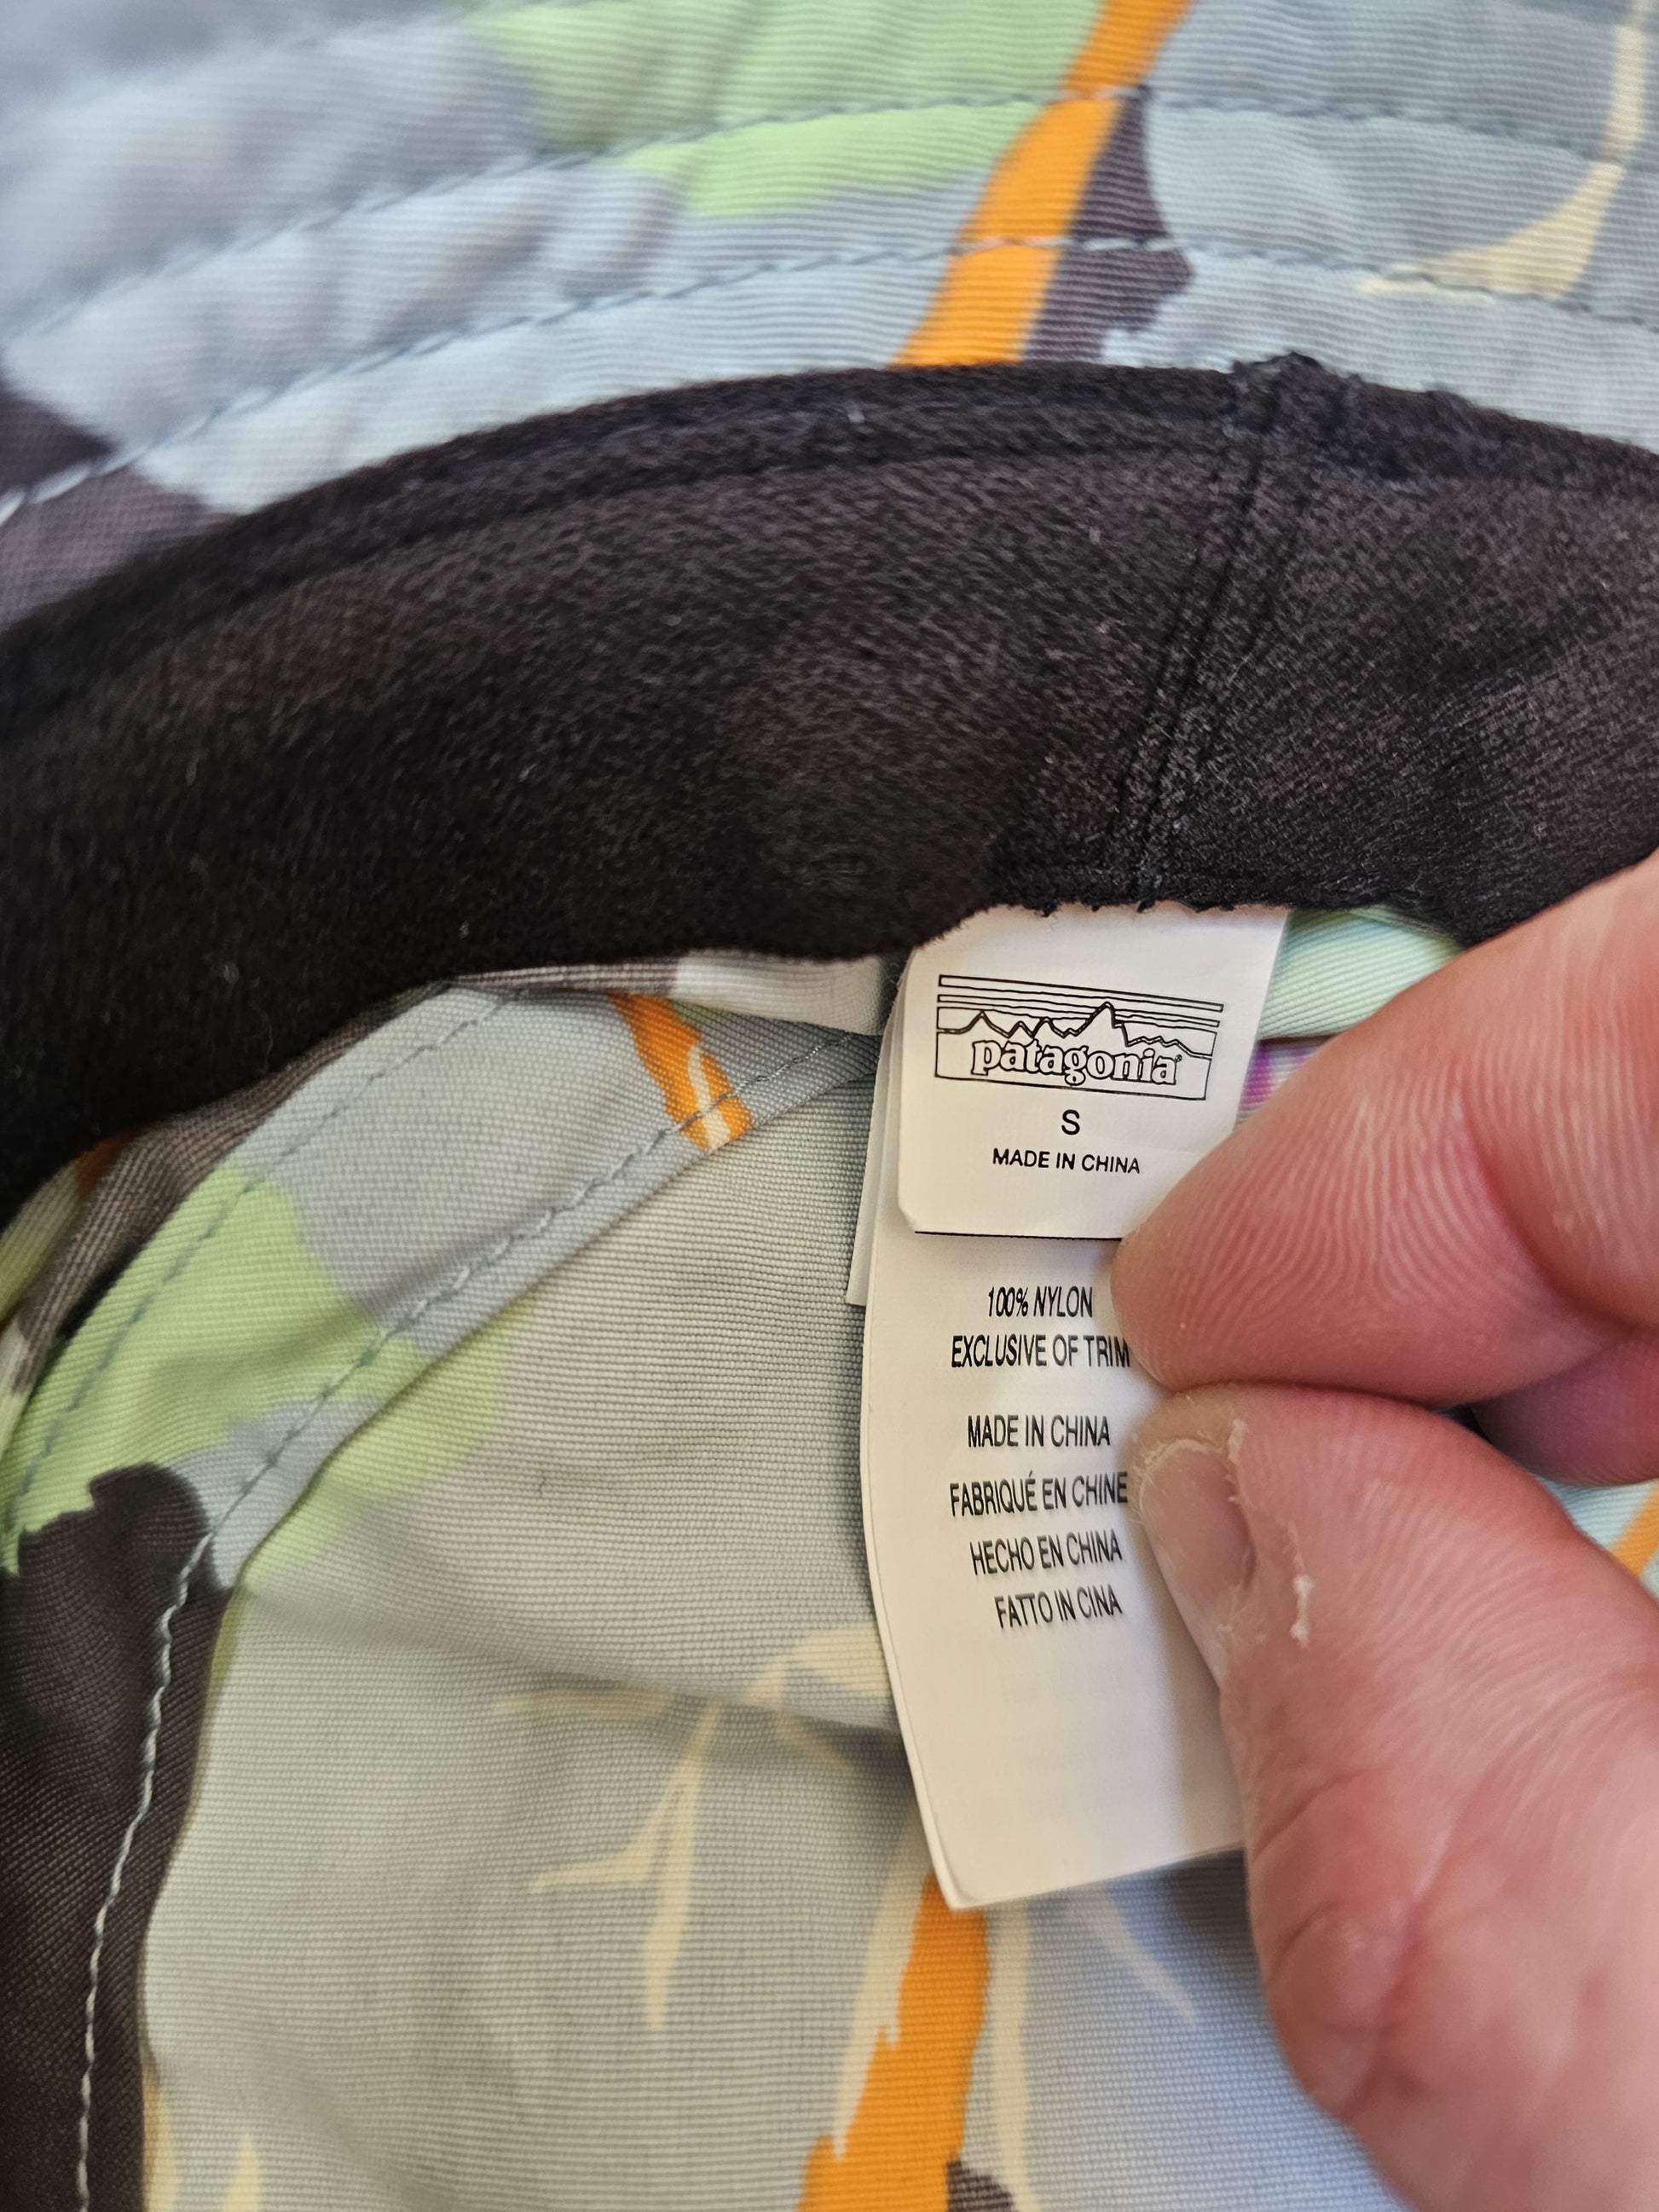 patagonia®
S
MADE IN CHINA
100% NYLON
EXCLUSIVE OF TRIM
MADE IN CHINA
FABRIQUÉ EN CHINE
HECHO EN CHINA
FATTO IN CINA